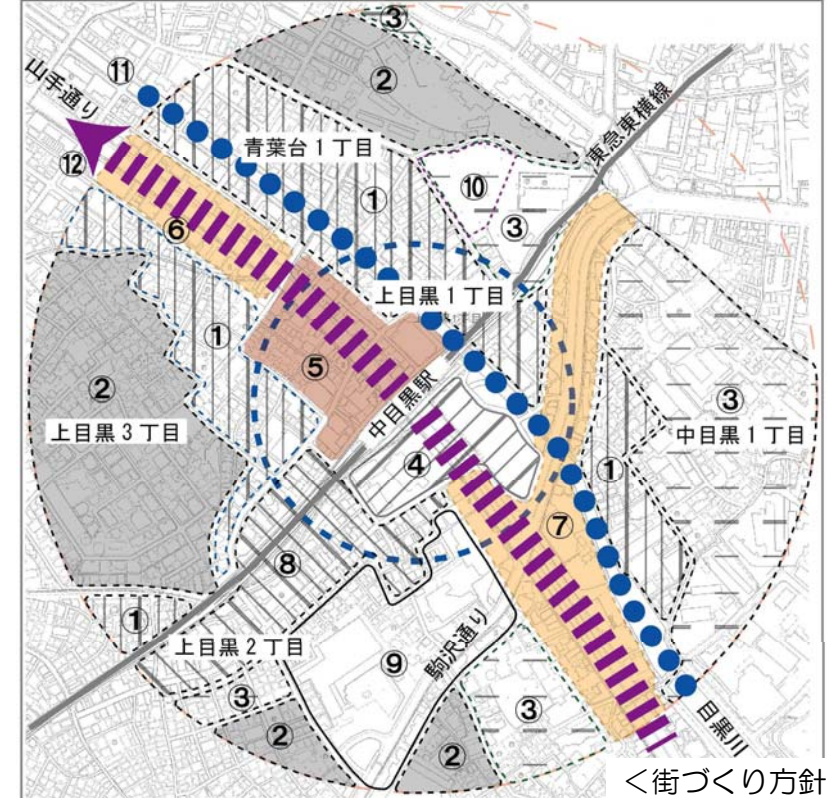 ③
②
⑪
山手通り
東急東横線
青葉台1丁目
⑫
①
⑩
③
⑥
上目黒1丁目
①
⑤
②
中目黒駅
③
上目黒3丁目
中目黒1丁目
④
①
⑦
⑧
①
上目黒2丁目
⑨
駒沢通り
③
③
②
②
目黒川
＜街づくり方針